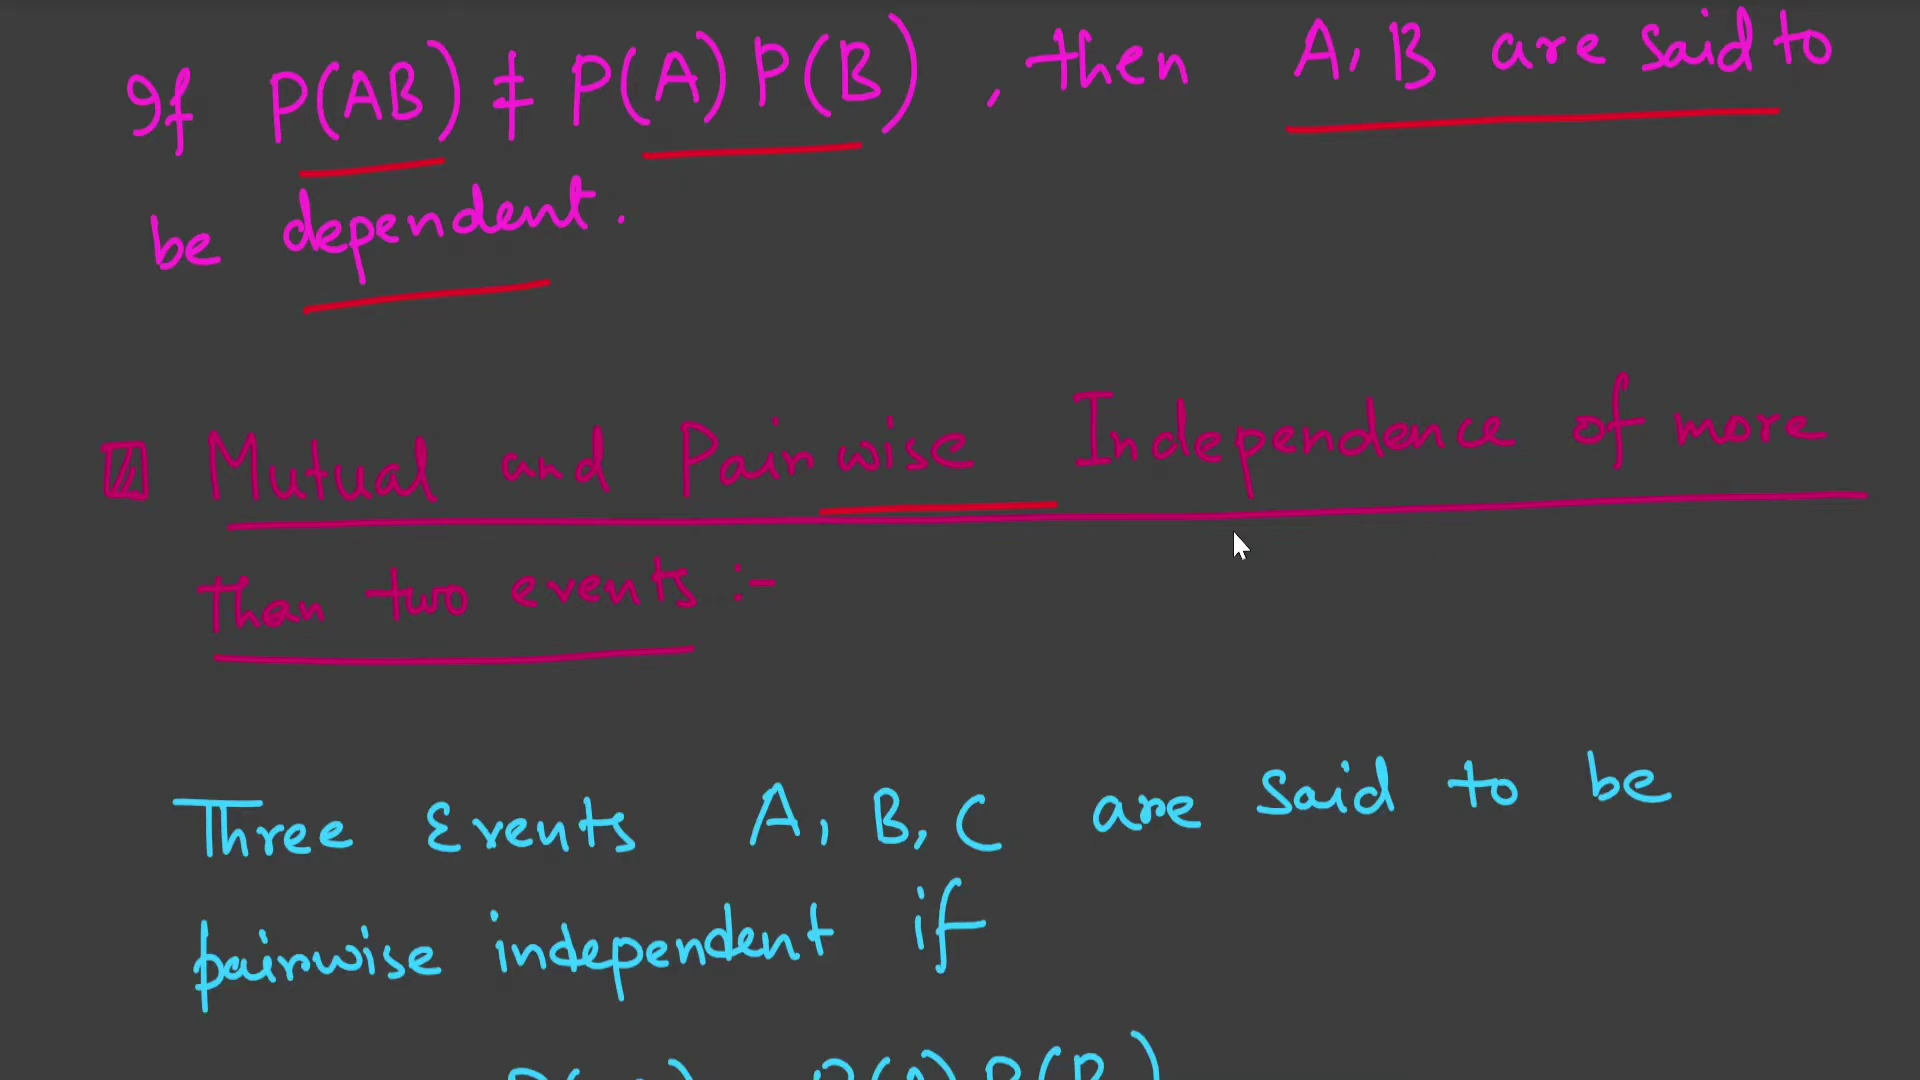 If P(AB) ≠ P(A) P(B), then A, B are said to
be dependent.
Mutual and Pairwise Independence of more
than two events :-
Three Events A, B, C are said to be
pairwise independent if
P(A) P(B)